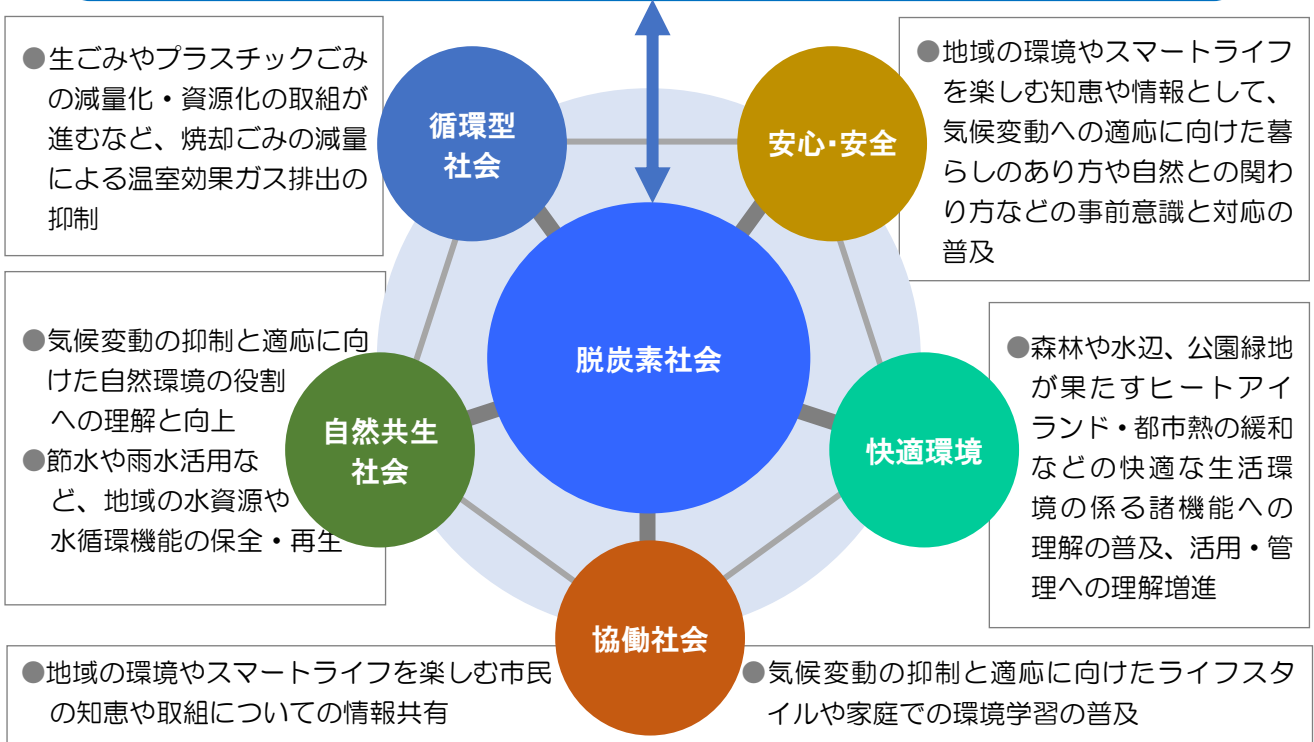 ●生ごみやプラスチックごみ
の減量化・資源化の取組が
進むなど、焼却ごみの減量
による温室効果ガス排出の
抑制
循環型
社会
安心・安全
●地域の環境やスマートライフ
を楽しむ知恵や情報として、
気候変動への適応に向けた暮
らしのあり方や自然との関わ
り方などの事前意識と対応の
普及
●気候変動の抑制と適応に向
けた自然環境の役割
への理解と向上
●節水や雨水活用な
ど、地域の水資源や
水循環機能の保全・再生
自然共生
社会
脱炭素社会
快適環境
●森林や水辺、公園緑地
が果たすヒートアイ
ランド・都市熱の緩和
などの快適な生活環
境の係る諸機能への
理解の普及、活用・管
理への理解増進
協働社会
●地域の環境やスマートライフを楽しむ市民
の知恵や取組についての情報共有
●気候変動の抑制と適応に向けたライフスタ
イルや家庭での環境学習の普及